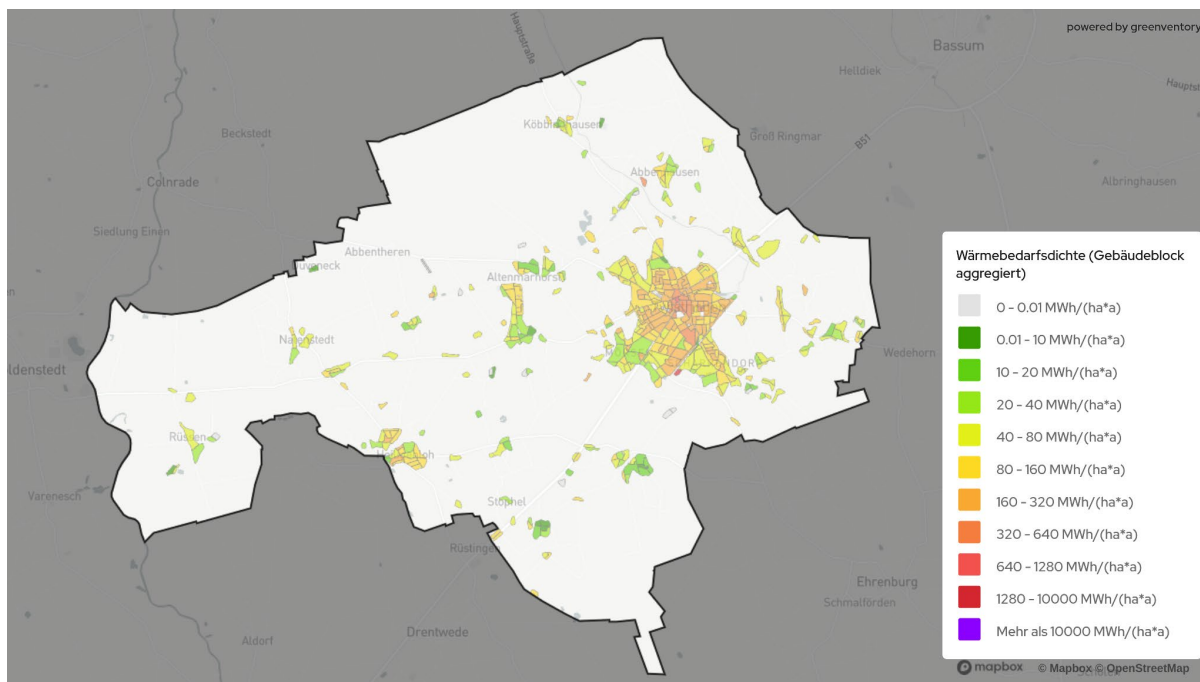 powered by greenventory
Hauptstraße
Bassum
Helldiek
Hauptst
Beckstedt
Groß Ringmar
B51
Colnrade
Albringhausen
Siedlung Einen
Abbentheren
Altenmarhorst
Wärmebedarfsdichte (Gebäudeblock
aggregiert)
0 - 0.01 MWh/(ha*a)
0.01 - 10 MWh/(ha*a)
10 - 20 MWh/(ha*a)
20 - 40 MWh/(ha*a)
40 - 80 MWh/(ha*a)
80 - 160 MWh/(ha*a)
160 - 320 MWh/(ha*a)
320 - 640 MWh/(ha*a)
640 - 1280 MWh/(ha*a)
1280 - 10000 MWh/(ha*a)
Mehr als 10000 MWh/(ha*a)
Natenstedt
Wedehorn
ldenstedt
Rüssen
Varenesch
Stophel
Rüstingen
Ehrenburg
Schmalförden
Drentwede
Aldorf
mapbox
© Mapbox © OpenStreetMap